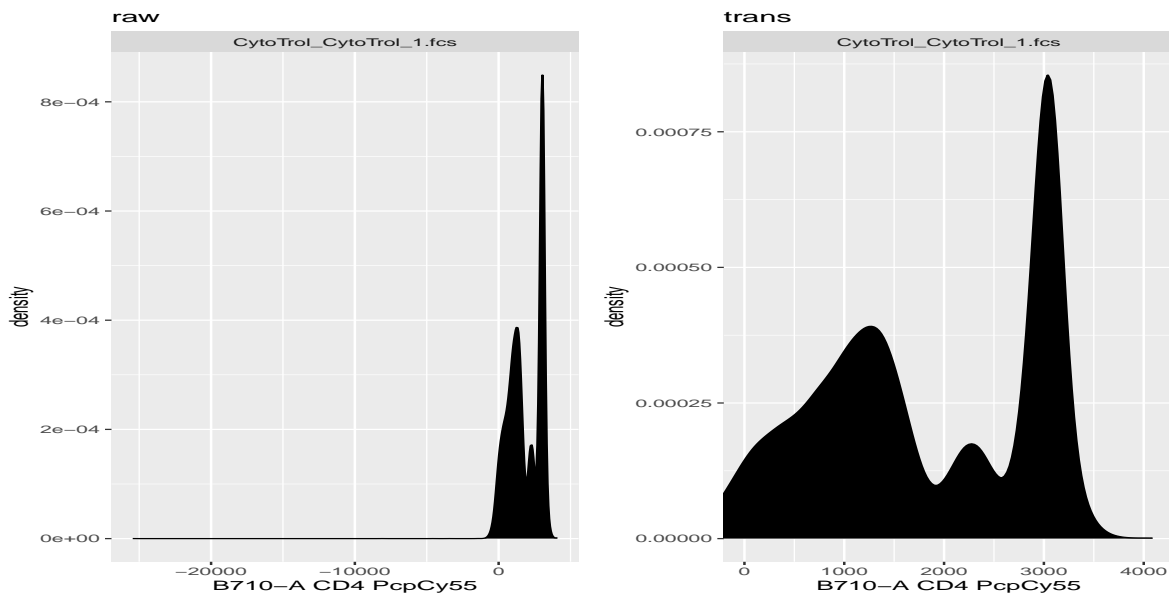 raw
CytoTrol_CytoTrol_1.fcs
8e−04
6e−04
4e−04
2e−04
0e+00
density
−20000 −10000 0
B710−A CD4 PcpCy55
trans
CytoTrol_CytoTrol_1.fcs
0.00075
0.00050
0.00025
0.00000
density
0 1000 2000 3000 4000
B710−A CD4 PcpCy55